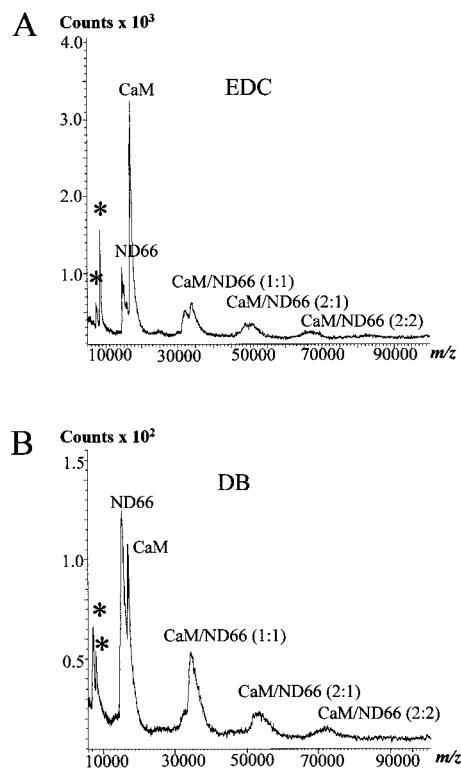 A
Counts x 10³
EDC
4.0
CaM
3.0
*
2.0
ND66
*
1.0
CaM/ND66 (1:1)
CaM/ND66 (2:1)
CaM/ND66 (2:2)
10000 30000 50000 70000 90000 m/z
B
Counts x 10²
DB
1.5
ND66
CaM
1.0
*
*
0.5
CaM/ND66 (1:1)
CaM/ND66 (2:1)
CaM/ND66 (2:2)
10000 30000 50000 70000 90000 m/z